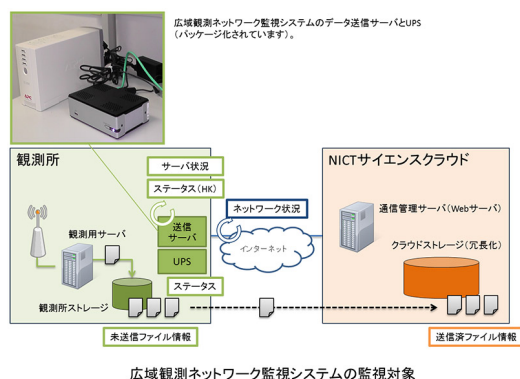 広域観測ネットワーク監視システムのデータ送信サーバとUPS
(パッケージ化されています)。
APC
観測所
サーバ状況
ステータス(HK)
送信
サーバ
UPS
ステータス
観測用サーバ
観測所ストレージ
未送信ファイル情報
ネットワーク状況
インターネット
NICTサイエンスクラウド
通信管理サーバ(Webサーバ)
クラウドストレージ(冗長化)
送信済ファイル情報
広域観測ネットワーク監視システムの監視対象